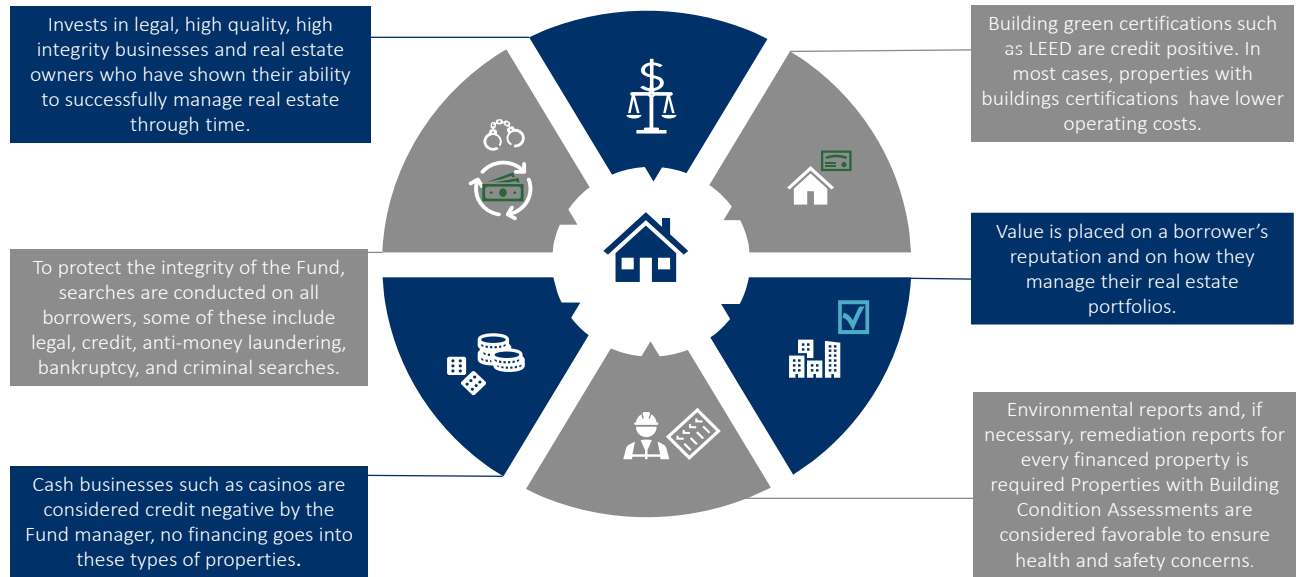 Invests in legal, high quality, high
integrity businesses and real estate
owners who have shown their ability
to successfully manage real estate
through time.
Building green certifications such
as LEED are credit positive. In
most cases, properties with
buildings certifications have lower
operating costs.
$
To protect the integrity of the Fund,
searches are conducted on all
borrowers, some of these include
legal, credit, anti-money laundering,
bankruptcy, and criminal searches.
Value is placed on a borrower's
reputation and on how they
manage their real estate
portfolios.
Cash businesses such as casinos are
considered credit negative by the
Fund manager, no financing goes into
these types of properties.
Environmental reports and, if
necessary, remediation reports for
every financed property is
required Properties with Building
Condition Assessments are
considered favorable to ensure
health and safety concerns.